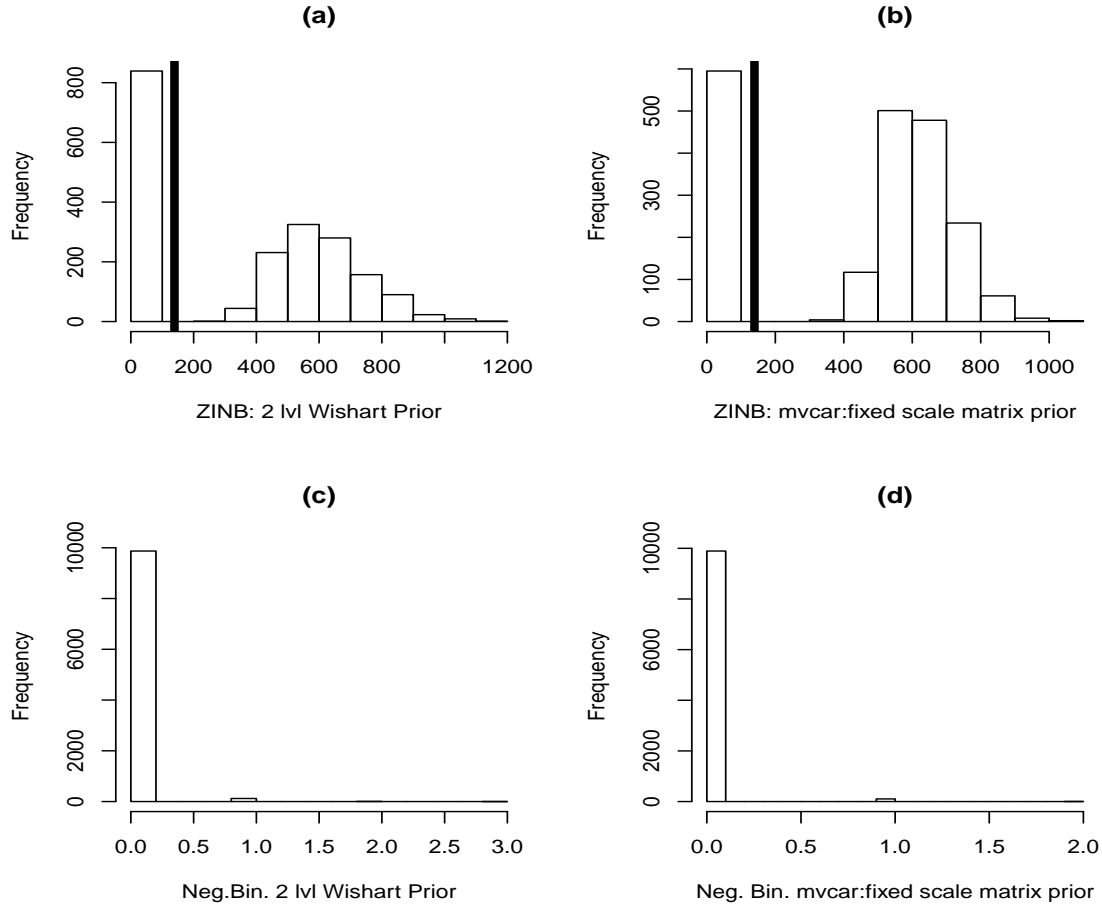 (a)
Frequency
0 200 400 600 800
0 200 400 600 800 1200
ZINB: 2 lvl Wishart Prior
(b)
Frequency
0 100 300 500
0 200 400 600 800 1000
ZINB: mvcar:fixed scale matrix prior
(c)
Frequency
0 2000 6000 10000
0.0 0.5 1.0 1.5 2.0 2.5 3.0
Neg.Bin. 2 lvl Wishart Prior
(d)
Frequency
0 2000 6000 10000
0.0 0.5 1.0 1.5 2.0
Neg. Bin. mvcar:fixed scale matrix prior